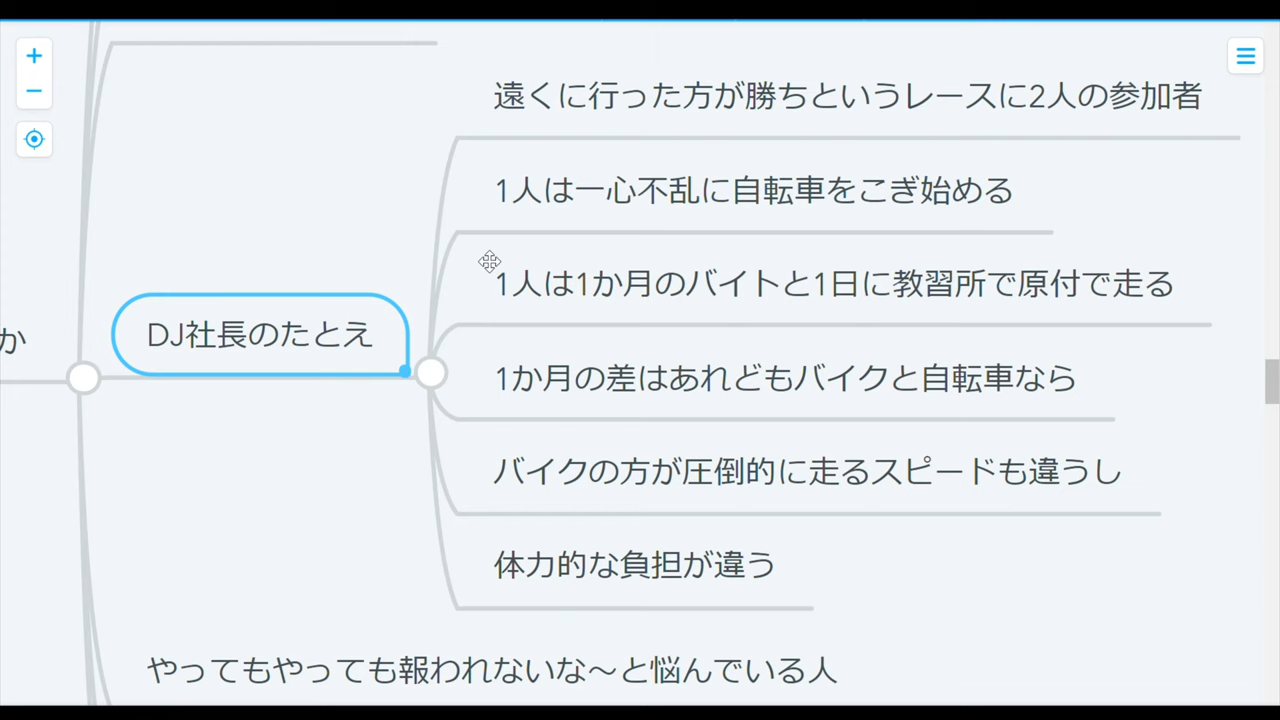 遠くに行った方が勝ちというレースに2人の参加者
1人は一心不乱に自転車をこぎ始める
1人は1か月のバイトと1日に教習所で原付で走る
か
DJ社長のたとえ
1か月の差はあれどもバイクと自転車なら
バイクの方が圧倒的に走るスピードも違うし
体力的な負担が違う
やってもやっても報われないな〜と悩んでいる人